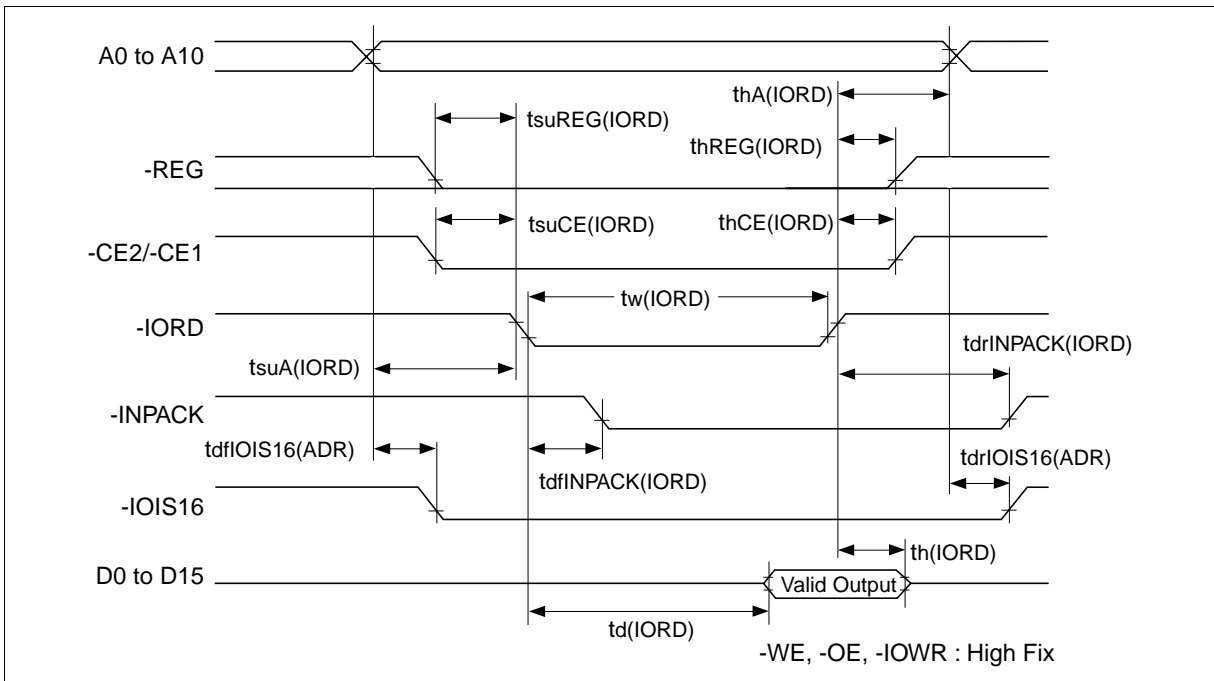 A0 to A10
thA(IORD)
tsuREG(IORD)
thREG(IORD)
-REG
tsuCE(IORD)
thCE(IORD)
-CE2/-CE1
tw(IORD)
-IORD
tdrINPACK(IORD)
tsuA(IORD)
-INPACK
tdfIOIS16(ADR)
tdrIOIS16(ADR)
tdfINPACK(IORD)
-IOIS16
th(IORD)
D0 to D15
Valid Output
td(IORD)
-WE, -OE, -IOWR : High Fix